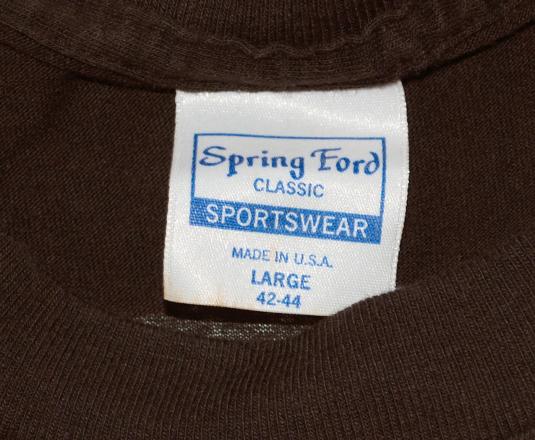 Spring Ford
CLASSIC
SPORTSWEAR
MADE IN U.S.A.
LARGE
42-44